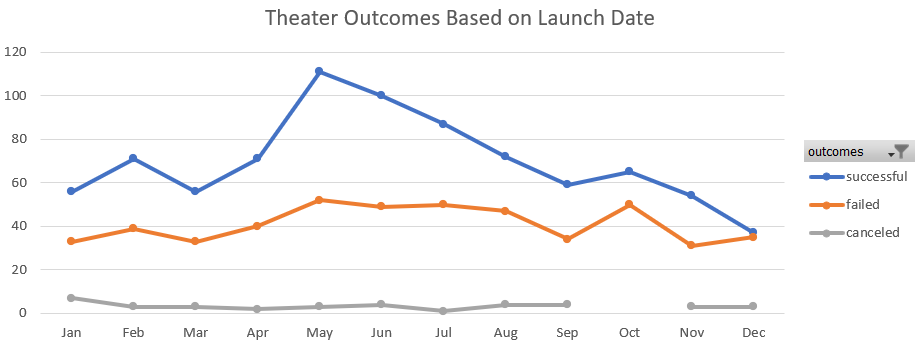 Theater Outcomes Based on Launch Date
120
100
80
60
40
20
0
Jan Feb Mar Apr May Jun Jul Aug Sep Oct Nov Dec
outcomes
successful
failed
canceled